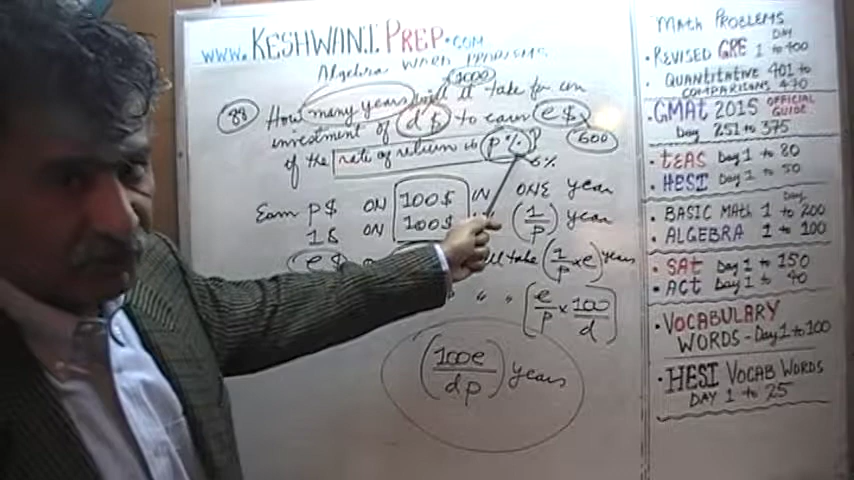 www.KESHWANI PREP.COM
Algebra WORD PROBLEMS
1000
88 How many years will it take for an
investment of d $ to earn e $
600
if the rate of return is p % ?
6%
Earn p $ ON 100 $ IN ONE year
1 $ ON 100 $ " (1/p) year
e $ will take (1/p × e) years
" " " [e/p × 100/d]
(100e/dp) years
MATH PROBLEMS
DAY
• REVISED GRE 1 to 400
• QUANTITATIVE 401 to
COMPARISONS 470
• GMAT 2015 OFFICIAL GUIDE
Day 251 to 375
• TEAS Day 1 to 80
• HESI Day 1 to 50
Day
• BASIC MATH 1 to 200
• ALGEBRA 1 to 100
• SAT Day 1 to 150
• ACT Day 1 to 40
• VOCABULARY
WORDS - Day 1 to 100
• HESI VOCAB WORDS
DAY 1 to 25